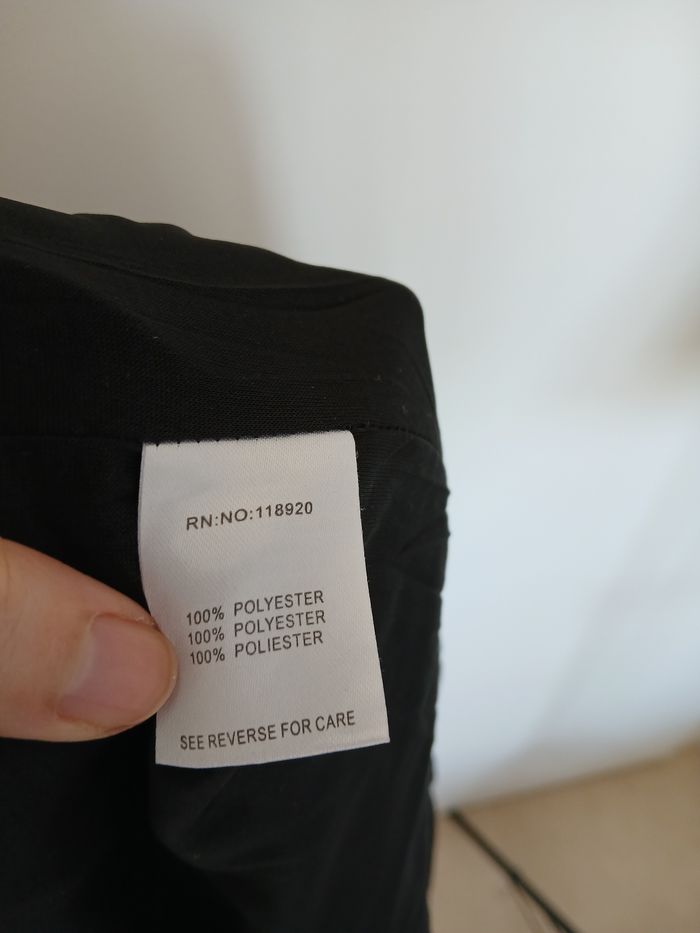 RN:NO:118920
100% POLYESTER
100% POLYESTER
100% POLIESTER
SEE REVERSE FOR CARE